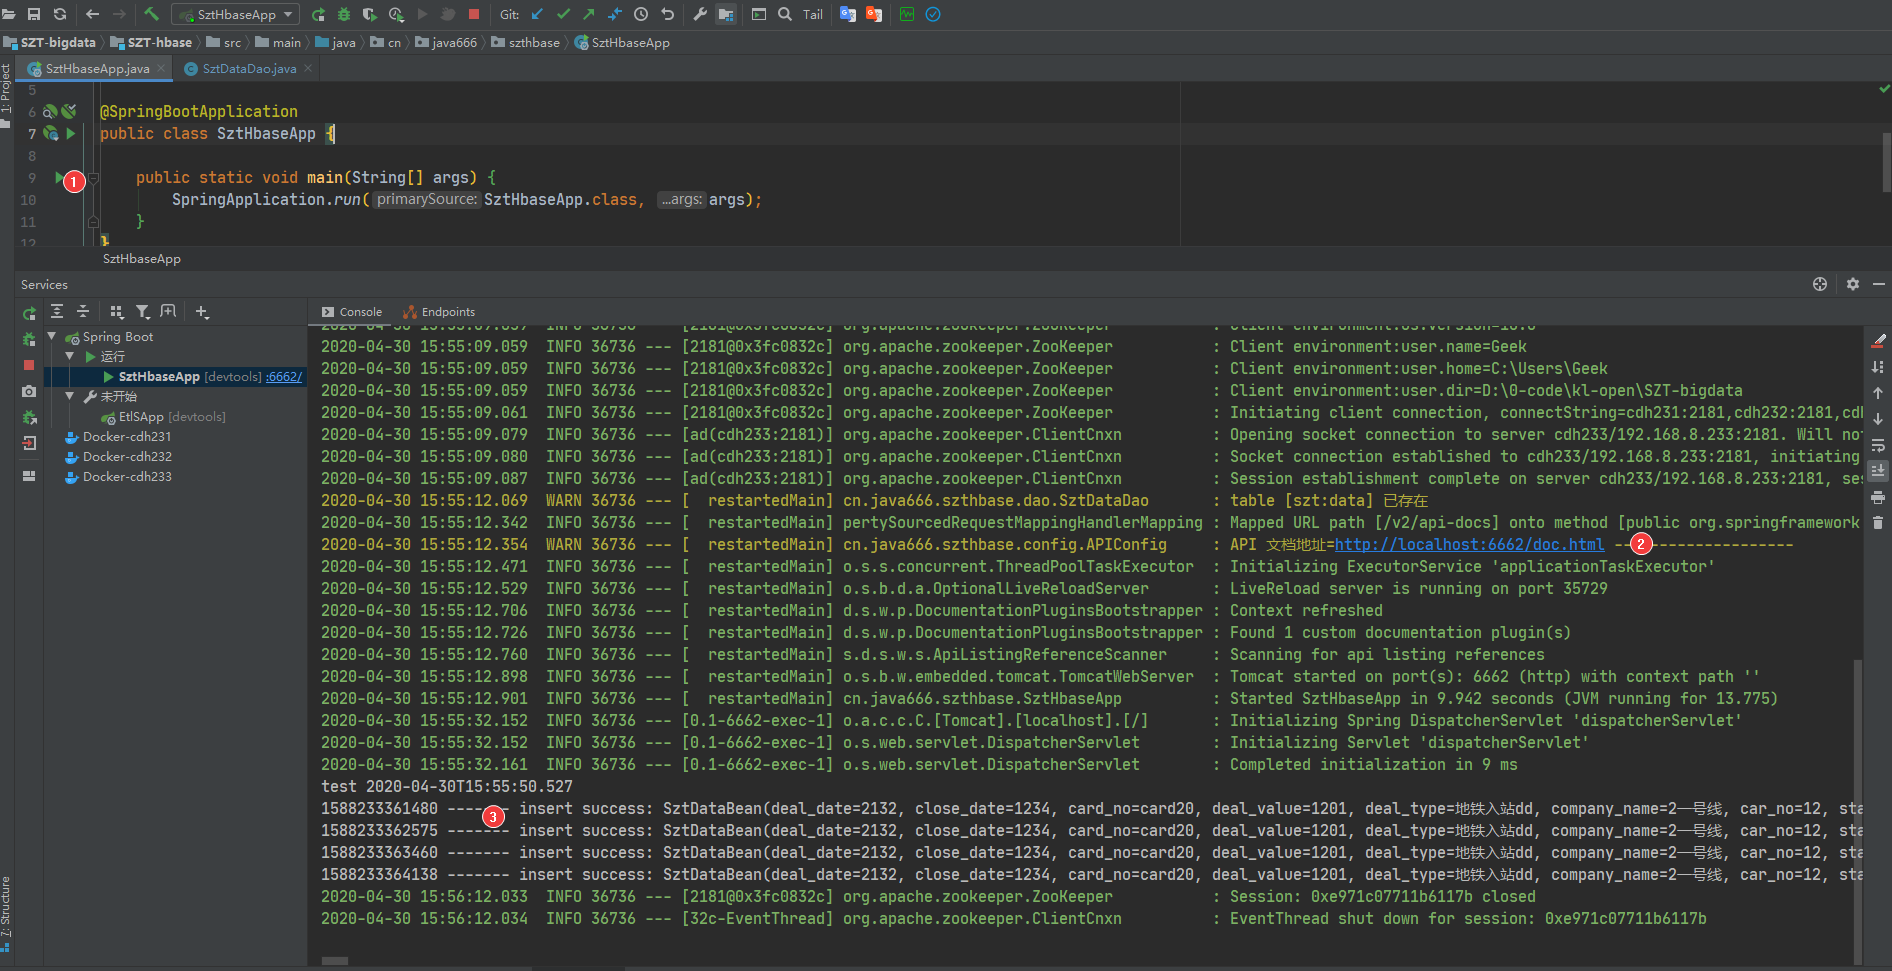 SztHbaseApp
Git:
Tail
SZT-bigdata
SZT-hbase
src
main
java
cn
java666
szthbase
SztHbaseApp
1: Project
SztHbaseApp.java
SztDataDao.java
5
6 @SpringBootApplication
7 public class SztHbaseApp {
8
9 public static void main(String[] args) {
1
10 SpringApplication.run( primarySource: SztHbaseApp.class, ...args: args);
11 }
12 }
SztHbaseApp
Services
Spring Boot
运行
SztHbaseApp [devtools] :6662/
未开始
EtlSApp [devtools]
Docker-cdh231
Docker-cdh232
Docker-cdh233
7: Structure
Console
Endpoints
2020-04-30 15:55:09.059 INFO 36736 --- [2181@0x3fc0832c] org.apache.zookeeper.ZooKeeper : Client environment:os.version=10.0
2020-04-30 15:55:09.059 INFO 36736 --- [2181@0x3fc0832c] org.apache.zookeeper.ZooKeeper : Client environment:user.name=Geek
2020-04-30 15:55:09.059 INFO 36736 --- [2181@0x3fc0832c] org.apache.zookeeper.ZooKeeper : Client environment:user.home=C:\Users\Geek
2020-04-30 15:55:09.059 INFO 36736 --- [2181@0x3fc0832c] org.apache.zookeeper.ZooKeeper : Client environment:user.dir=D:\0-code\kl-open\SZT-bigdata
2020-04-30 15:55:09.061 INFO 36736 --- [2181@0x3fc0832c] org.apache.zookeeper.ZooKeeper : Initiating client connection, connectString=cdh231:2181,cdh232:2181,cdh
2020-04-30 15:55:09.079 INFO 36736 --- [ad(cdh233:2181)] org.apache.zookeeper.ClientCnxn : Opening socket connection to server cdh233/192.168.8.233:2181. Will no
2020-04-30 15:55:09.080 INFO 36736 --- [ad(cdh233:2181)] org.apache.zookeeper.ClientCnxn : Socket connection established to cdh233/192.168.8.233:2181, initiating
2020-04-30 15:55:09.087 INFO 36736 --- [ad(cdh233:2181)] org.apache.zookeeper.ClientCnxn : Session establishment complete on server cdh233/192.168.8.233:2181, ses
2020-04-30 15:55:12.069 WARN 36736 --- [ restartedMain] cn.java666.szthbase.dao.SztDataDao : table [szt:data] 已存在
2020-04-30 15:55:12.342 INFO 36736 --- [ restartedMain] pertySourcedRequestMappingHandlerMapping : Mapped URL path [/v2/api-docs] onto method [public org.springframework
2020-04-30 15:55:12.354 WARN 36736 --- [ restartedMain] cn.java666.szthbase.config.APIConfig : API 文档地址=http://localhost:6662/doc.html -- 2 ----------------
2020-04-30 15:55:12.471 INFO 36736 --- [ restartedMain] o.s.s.concurrent.ThreadPoolTaskExecutor : Initializing ExecutorService 'applicationTaskExecutor'
2020-04-30 15:55:12.529 INFO 36736 --- [ restartedMain] o.s.b.d.a.OptionalLiveReloadServer : LiveReload server is running on port 35729
2020-04-30 15:55:12.706 INFO 36736 --- [ restartedMain] d.s.w.p.DocumentationPluginsBootstrapper : Context refreshed
2020-04-30 15:55:12.726 INFO 36736 --- [ restartedMain] d.s.w.p.DocumentationPluginsBootstrapper : Found 1 custom documentation plugin(s)
2020-04-30 15:55:12.760 INFO 36736 --- [ restartedMain] s.d.s.w.s.ApiListingReferenceScanner : Scanning for api listing references
2020-04-30 15:55:12.898 INFO 36736 --- [ restartedMain] o.s.b.w.embedded.tomcat.TomcatWebServer : Tomcat started on port(s): 6662 (http) with context path ''
2020-04-30 15:55:12.901 INFO 36736 --- [ restartedMain] cn.java666.szthbase.SztHbaseApp : Started SztHbaseApp in 9.942 seconds (JVM running for 13.775)
2020-04-30 15:55:32.152 INFO 36736 --- [0.1-6662-exec-1] o.a.c.c.C.[Tomcat].[localhost].[/] : Initializing Spring DispatcherServlet 'dispatcherServlet'
2020-04-30 15:55:32.152 INFO 36736 --- [0.1-6662-exec-1] o.s.web.servlet.DispatcherServlet : Initializing Servlet 'dispatcherServlet'
2020-04-30 15:55:32.161 INFO 36736 --- [0.1-6662-exec-1] o.s.web.servlet.DispatcherServlet : Completed initialization in 9 ms
test 2020-04-30T15:55:50.527
1588233361480 ------- insert success: SztDataBean(deal_date=2132, close_date=1234, card_no=card20, deal_value=1201, deal_type=地铁入站dd, company_name=2一号线, car_no=12, sta
3
1588233362575 ------- insert success: SztDataBean(deal_date=2132, close_date=1234, card_no=card20, deal_value=1201, deal_type=地铁入站dd, company_name=2一号线, car_no=12, sta
1588233363460 ------- insert success: SztDataBean(deal_date=2132, close_date=1234, card_no=card20, deal_value=1201, deal_type=地铁入站dd, company_name=2一号线, car_no=12, sta
1588233364138 ------- insert success: SztDataBean(deal_date=2132, close_date=1234, card_no=card20, deal_value=1201, deal_type=地铁入站dd, company_name=2一号线, car_no=12, sta
2020-04-30 15:56:12.033 INFO 36736 --- [2181@0x3fc0832c] org.apache.zookeeper.ZooKeeper : Session: 0xe971c07711b6117b closed
2020-04-30 15:56:12.034 INFO 36736 --- [32c-EventThread] org.apache.zookeeper.ClientCnxn : EventThread shut down for session: 0xe971c07711b6117b